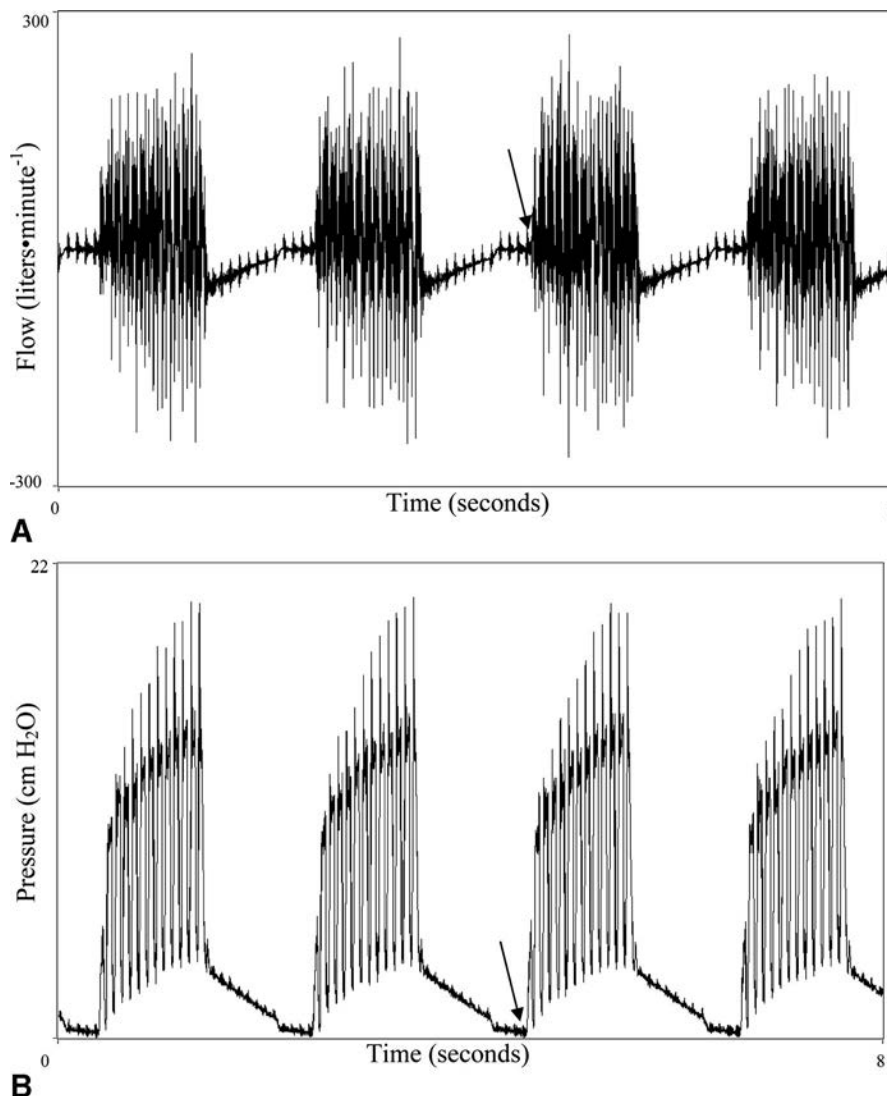 300
Flow (liters•minute-1)
-300
0
Time (seconds)
A
22
Pressure (cm H2O)
0
Time (seconds)
8
B